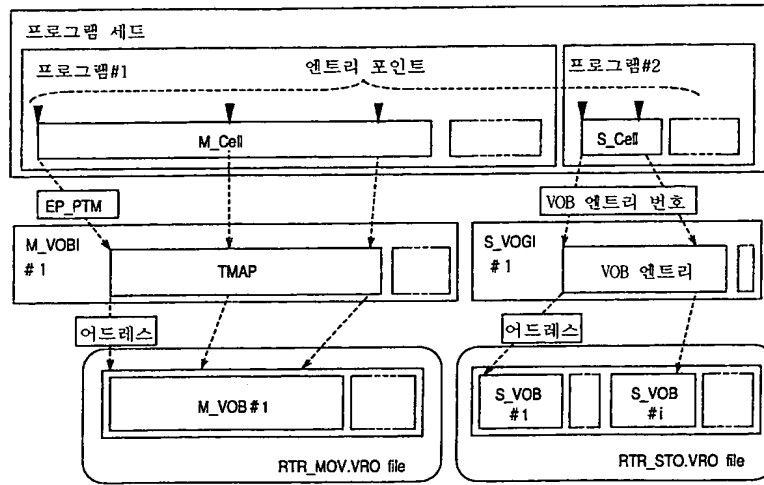 프로그램 세드
프로그램#1
엔트리 포인트
프로그램#2
M_Cell
S_Cell
EP_PTM
VOB 엔트리 번호
M_VOBI
#1
TMAP
S_VOGI
#1
VOB 엔트리
어드레스
어드레스
M_VOB#1
S_VOB
#1
S_VOB
#i
RTR_MOV.VRO file
RTR_STO.VRO file